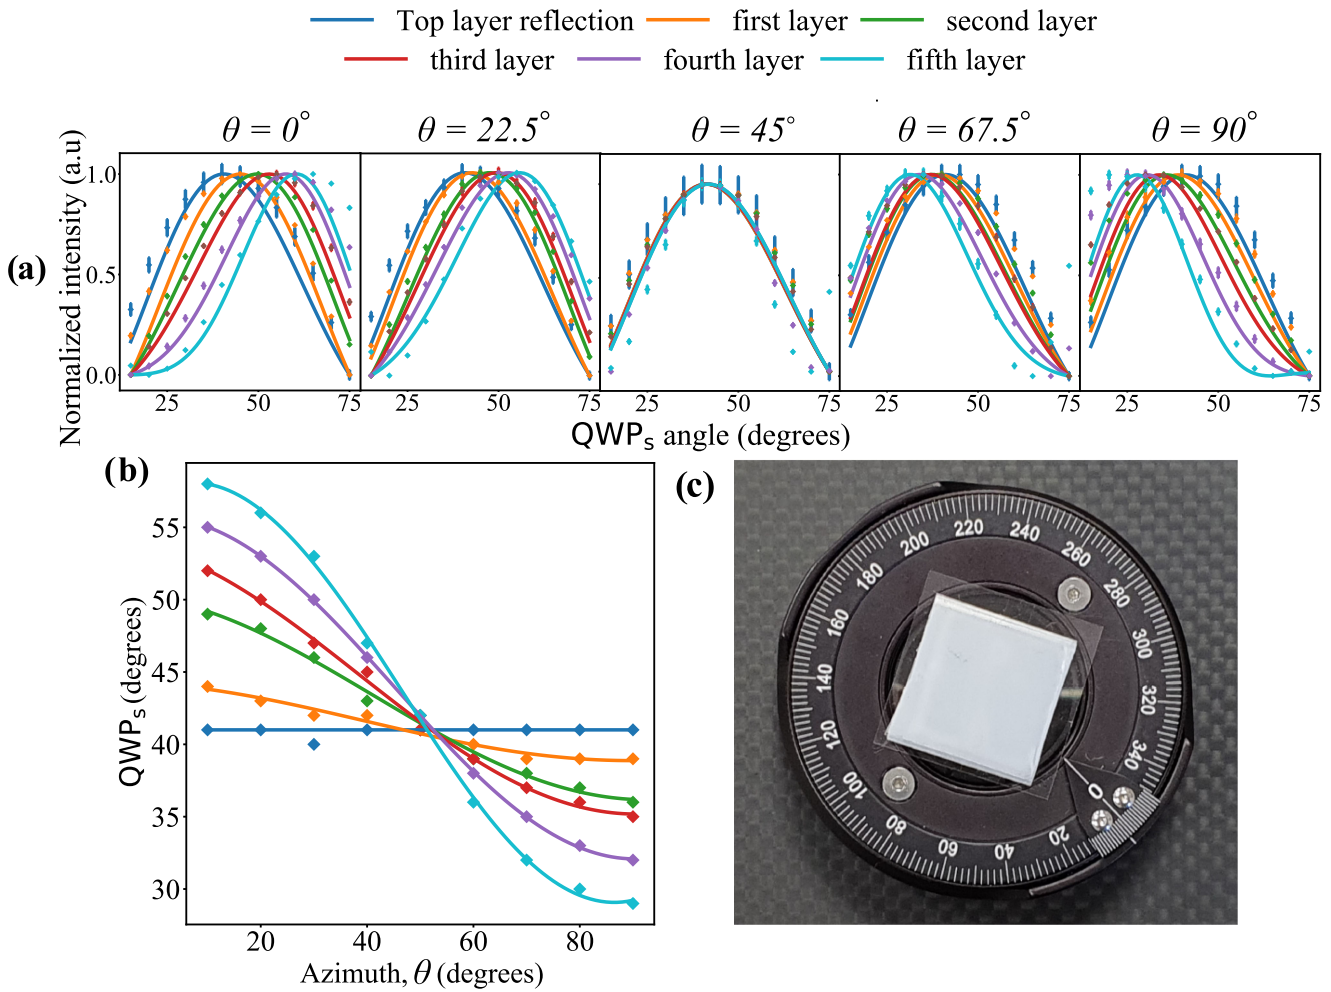 Top layer reflection first layer second layer
third layer fourth layer fifth layer
θ = 0° θ = 22.5° θ = 45° θ = 67.5° θ = 90°
(a)
Normalized intensity (a.u)
1.0
0.5
0.0
25 50 75 25 50 25 50 75 25 50 25 50 75
QWPs angle (degrees)
(b)
QWPs (degrees)
55
50
45
40
35
30
20 40 60 80
Azimuth, θ (degrees)
(c)
0 20 40 60 80 100 120 140 160 180 200 220 240 260 280 300 320 340